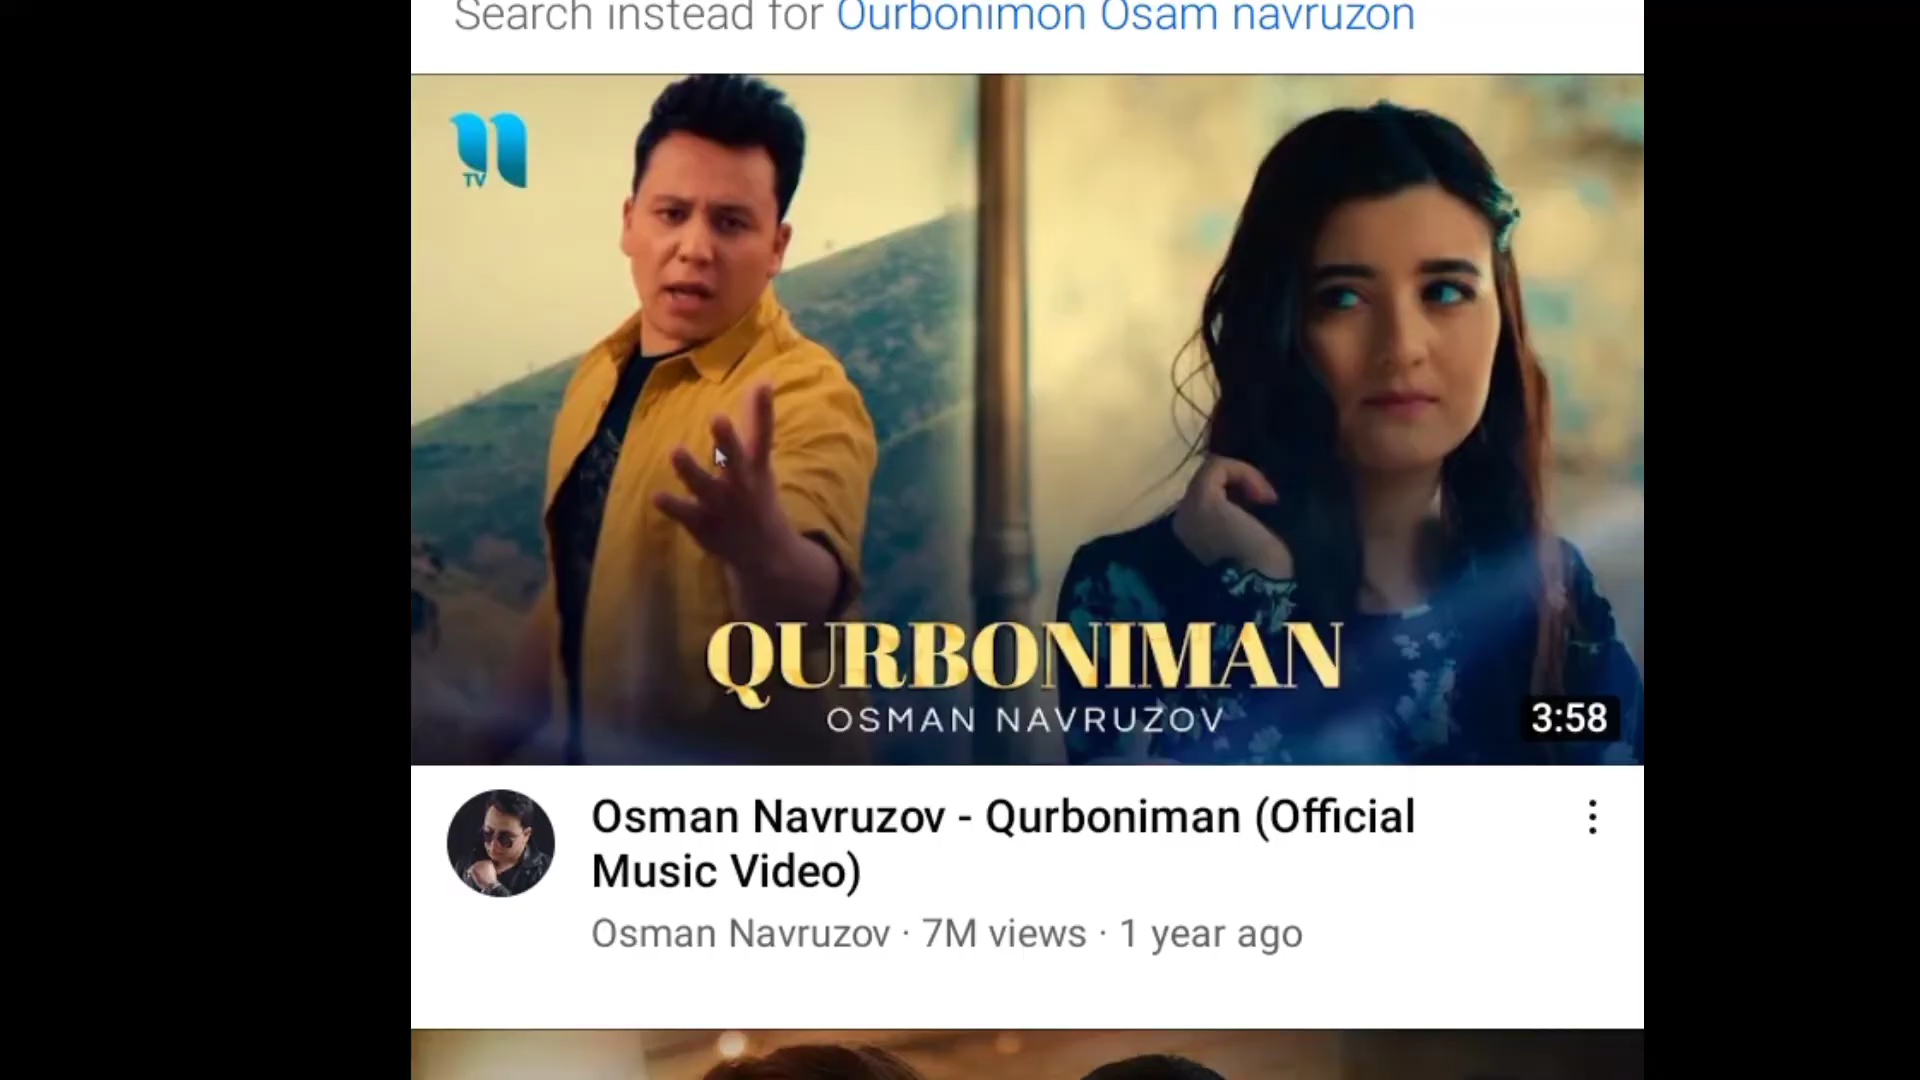 Search instead for Qurbonimon Osam navruzon
TV
QURBONIMAN
OSMAN NAVRUZOV
3:58
Osman Navruzov - Qurboniman (Official
Music Video)
Osman Navruzov · 7M views · 1 year ago